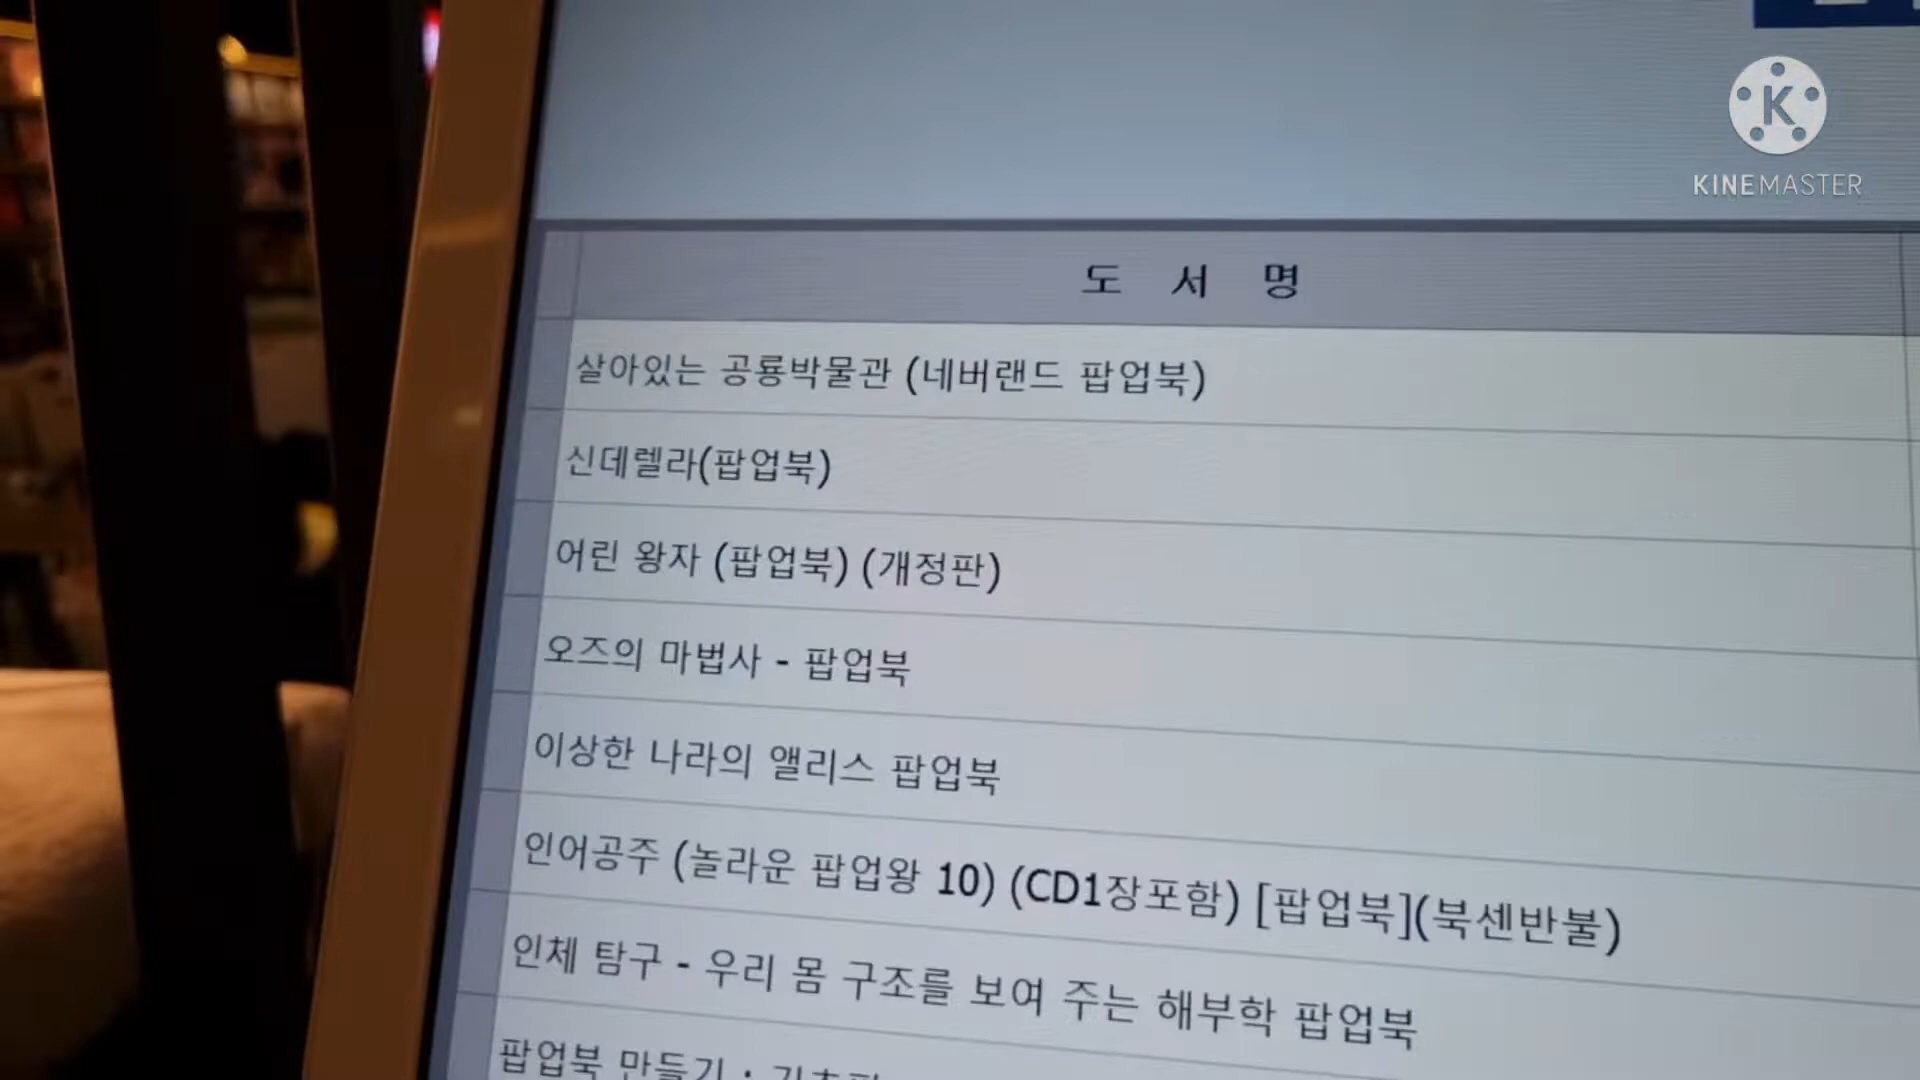 K
KINEMASTER
도 서 명
살아있는 공룡박물관 (네버랜드 팝업북)
신데렐라(팝업북)
어린 왕자 (팝업북) (개정판)
오즈의 마법사 - 팝업북
이상한 나라의 앨리스 팝업북
인어공주 (놀라운 팝업왕 10) (CD1장포함) [팝업북](북센반불)
인체 탐구 - 우리 몸 구조를 보여 주는 해부학 팝업북
팝업북 만들기 :